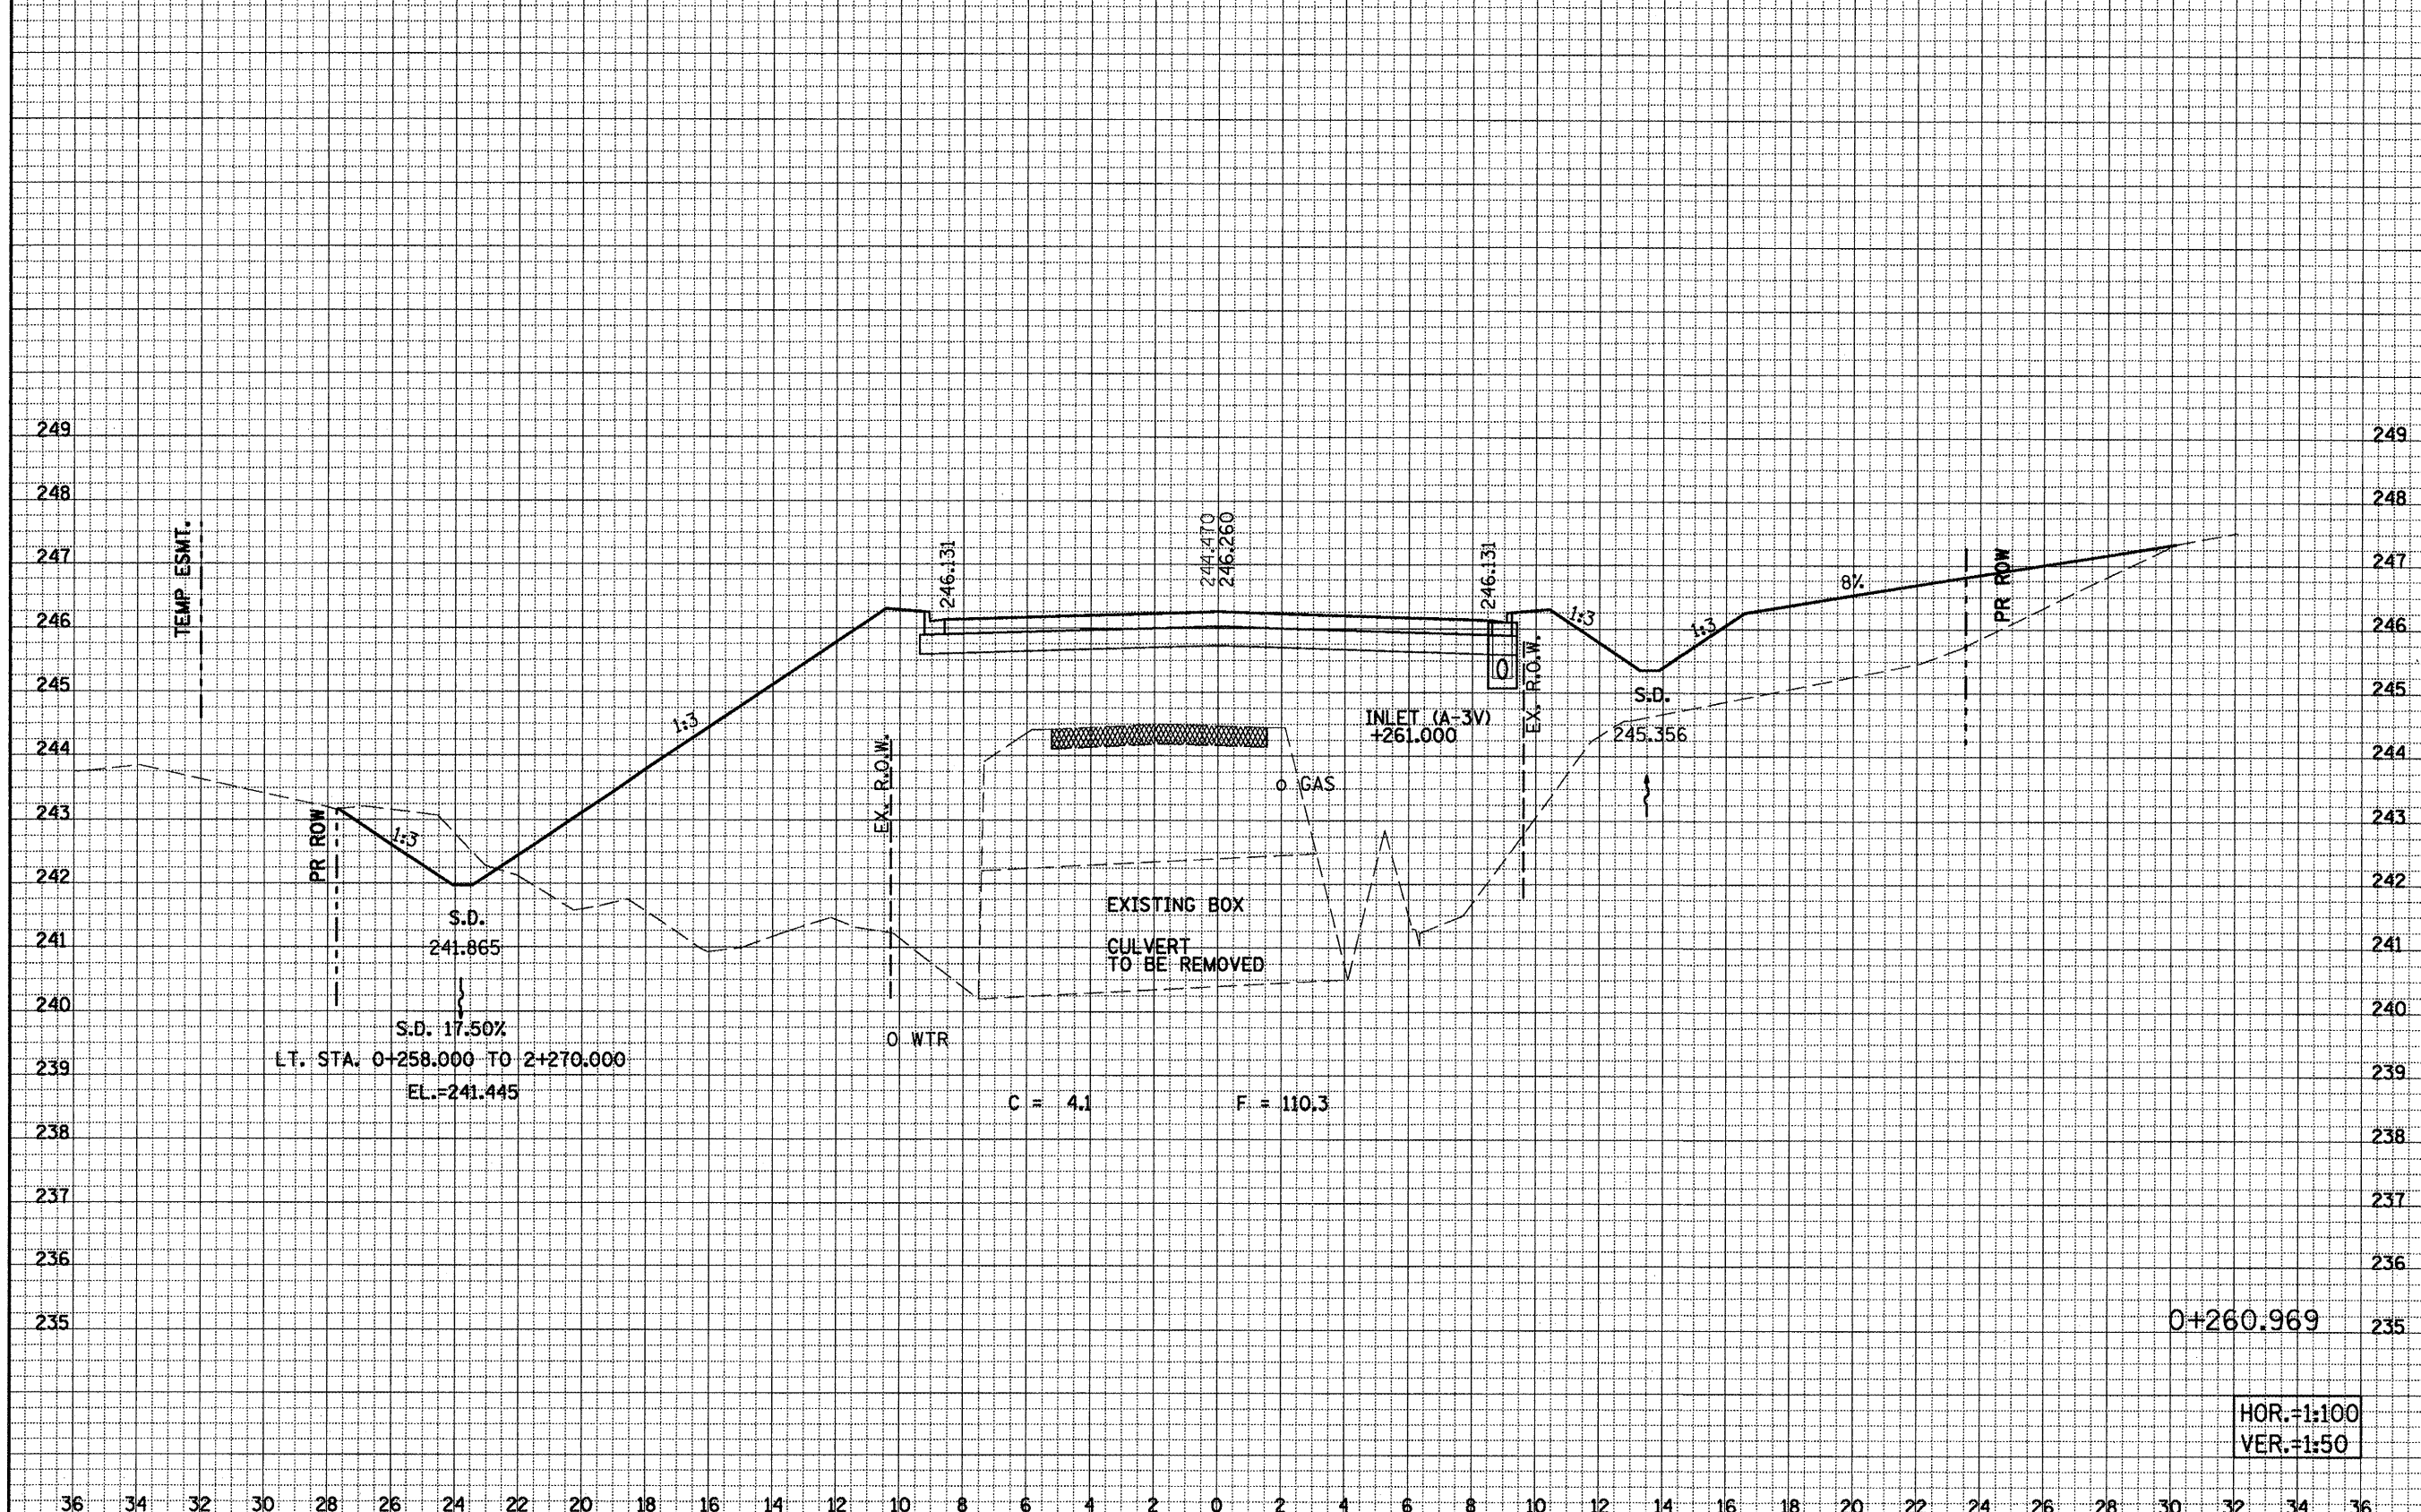 249 249
248 248
247 247
246 246
245 245
244 244
243 243
242 242
241 241
240 240
239 239
238 238
237 237
236 236
235 235
TEMP ESMT.
PR ROW
1:3
S.D.
241.865
S.D. 17.50%
LT. STA. 0+258.000 TO 2+270.000
EL.=241.445
1:3
EX. R.O.W.
246.131
244.470
246.260
246.131
O WTR
EXISTING BOX
CULVERT
TO BE REMOVED
o GAS
INLET (A-3V)
+261.000
EX. R.O.W.
1:3
1:3
S.D.
245.356
8%
PR ROW
C = 4.1 F = 110.3
0+260.969
HOR.=1:100
VER.=1:50
36 34 32 30 28 26 24 22 20 18 16 14 12 10 8 6 4 2 0 2 4 6 8 10 12 14 16 18 20 22 24 26 28 30 32 34 36